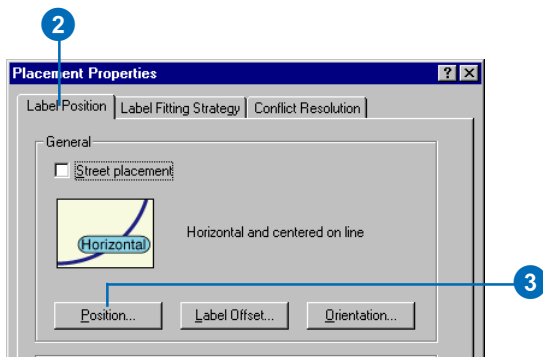 2
Placement Properties
? X
Label Position Label Fitting Strategy Conflict Resolution
General
Street placement
Horizontal
Horizontal and centered on line
3
Position... Label Offset... Orientation...